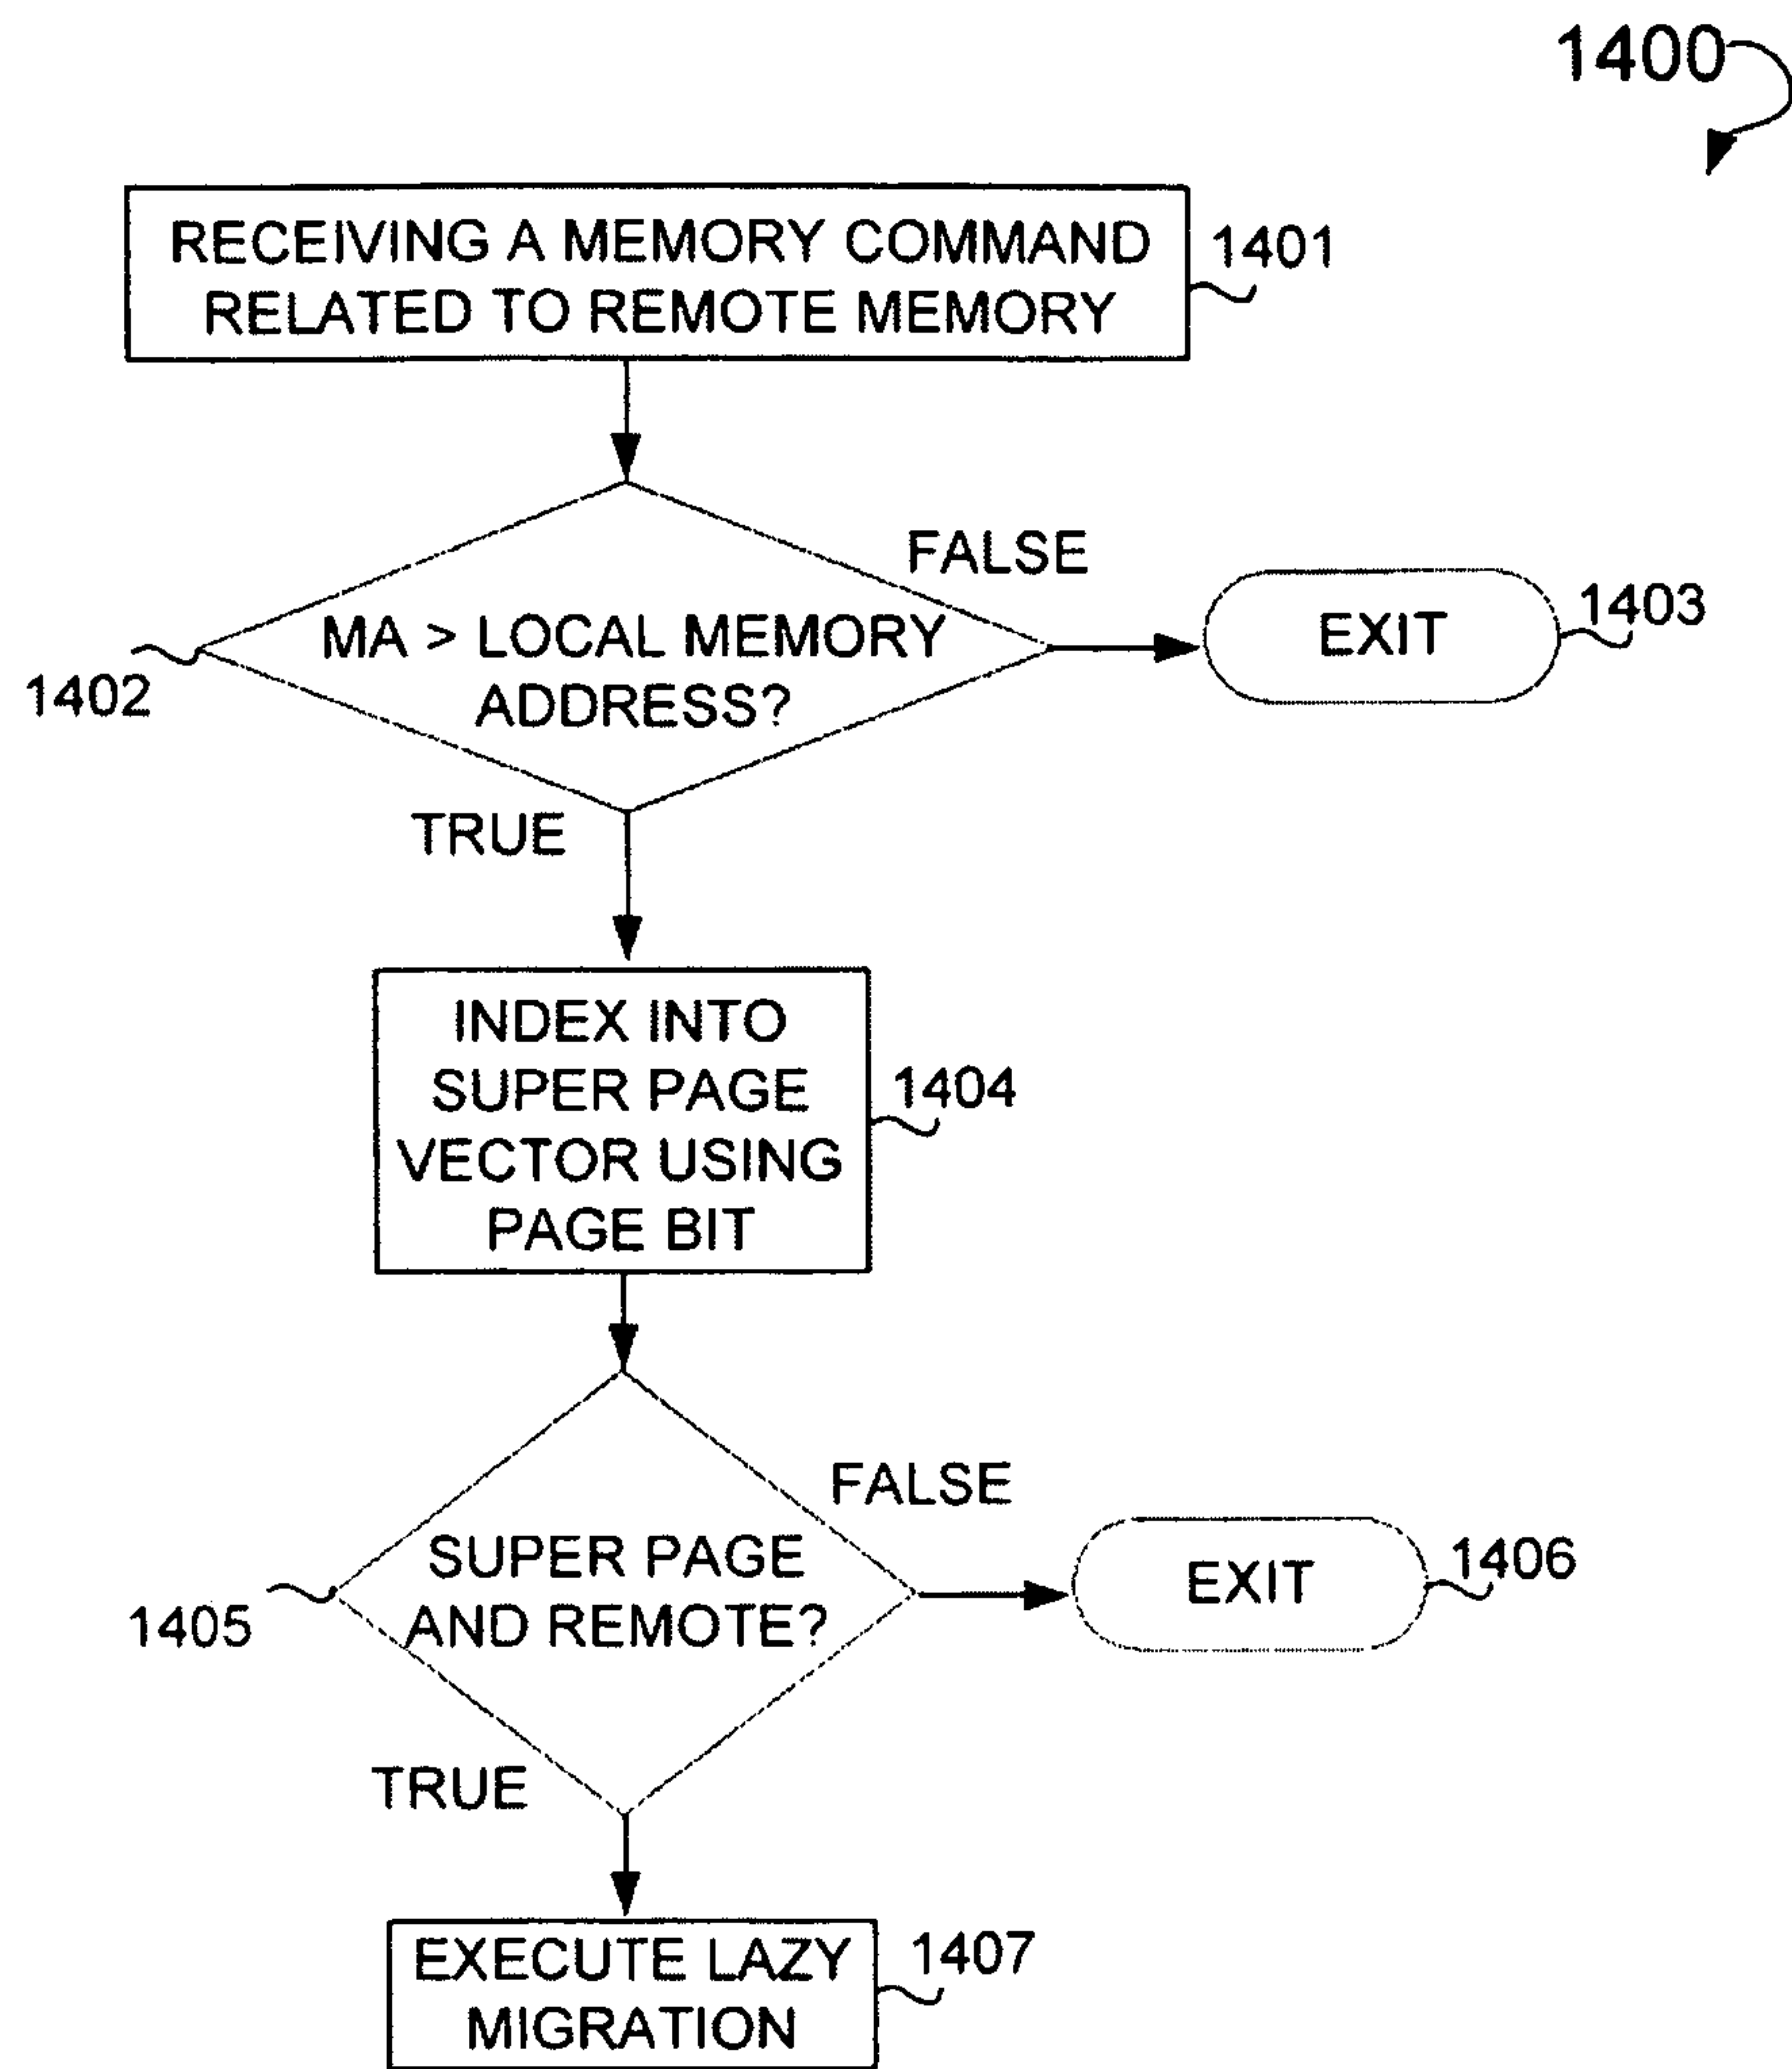 1400
RECEIVING A MEMORY COMMAND
RELATED TO REMOTE MEMORY
1401
FALSE
MA > LOCAL MEMORY
ADDRESS?
1402
EXIT
1403
TRUE
INDEX INTO
SUPER PAGE
VECTOR USING
PAGE BIT
1404
FALSE
SUPER PAGE
AND REMOTE?
1405
EXIT
1406
TRUE
EXECUTE LAZY
MIGRATION
1407